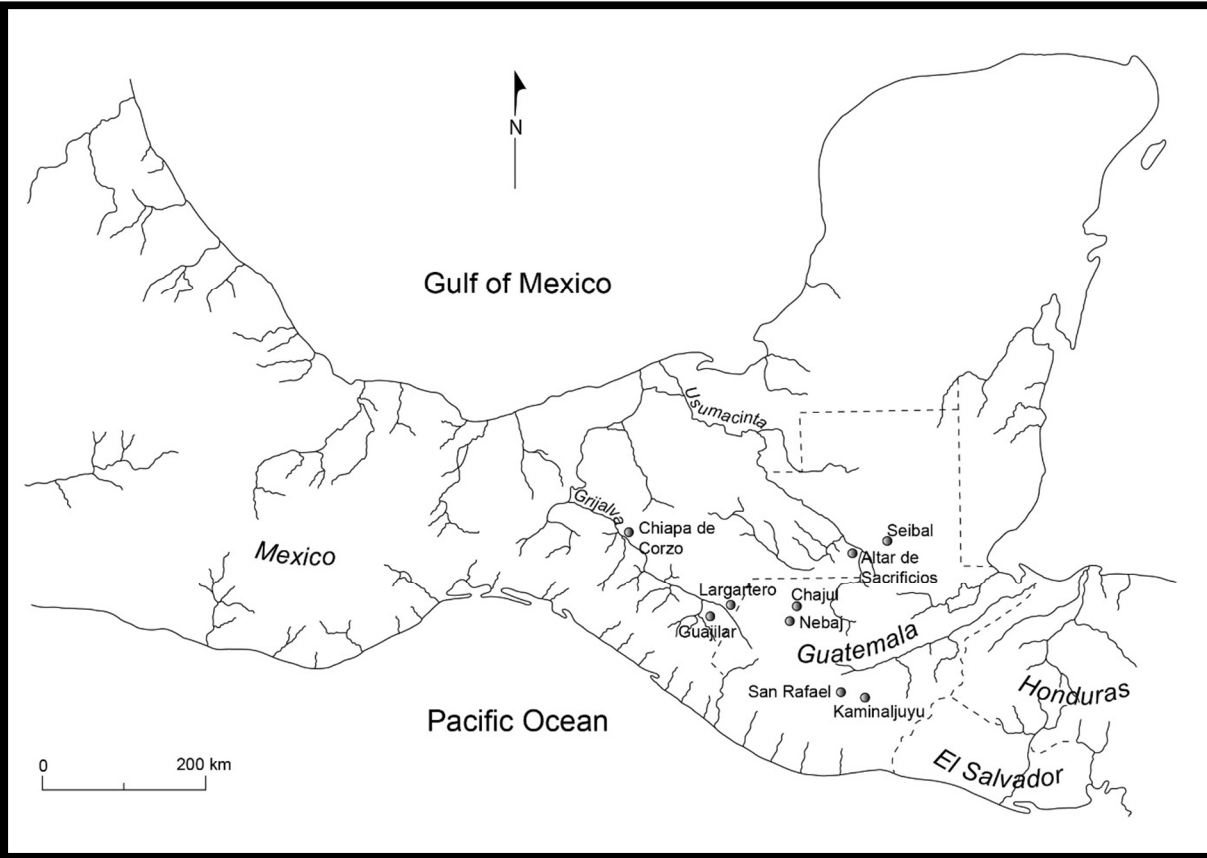 N
Gulf of Mexico
Usumacinta
Grijalva
Chiapa de
Corzo
Seibal
Mexico
Altar de
Sacrificios
Largartero
Chajul
Guajilar
Nebaj
Guatemala
San Rafael
Kaminaljuyu
Honduras
Pacific Ocean
0
200 km
El Salvador